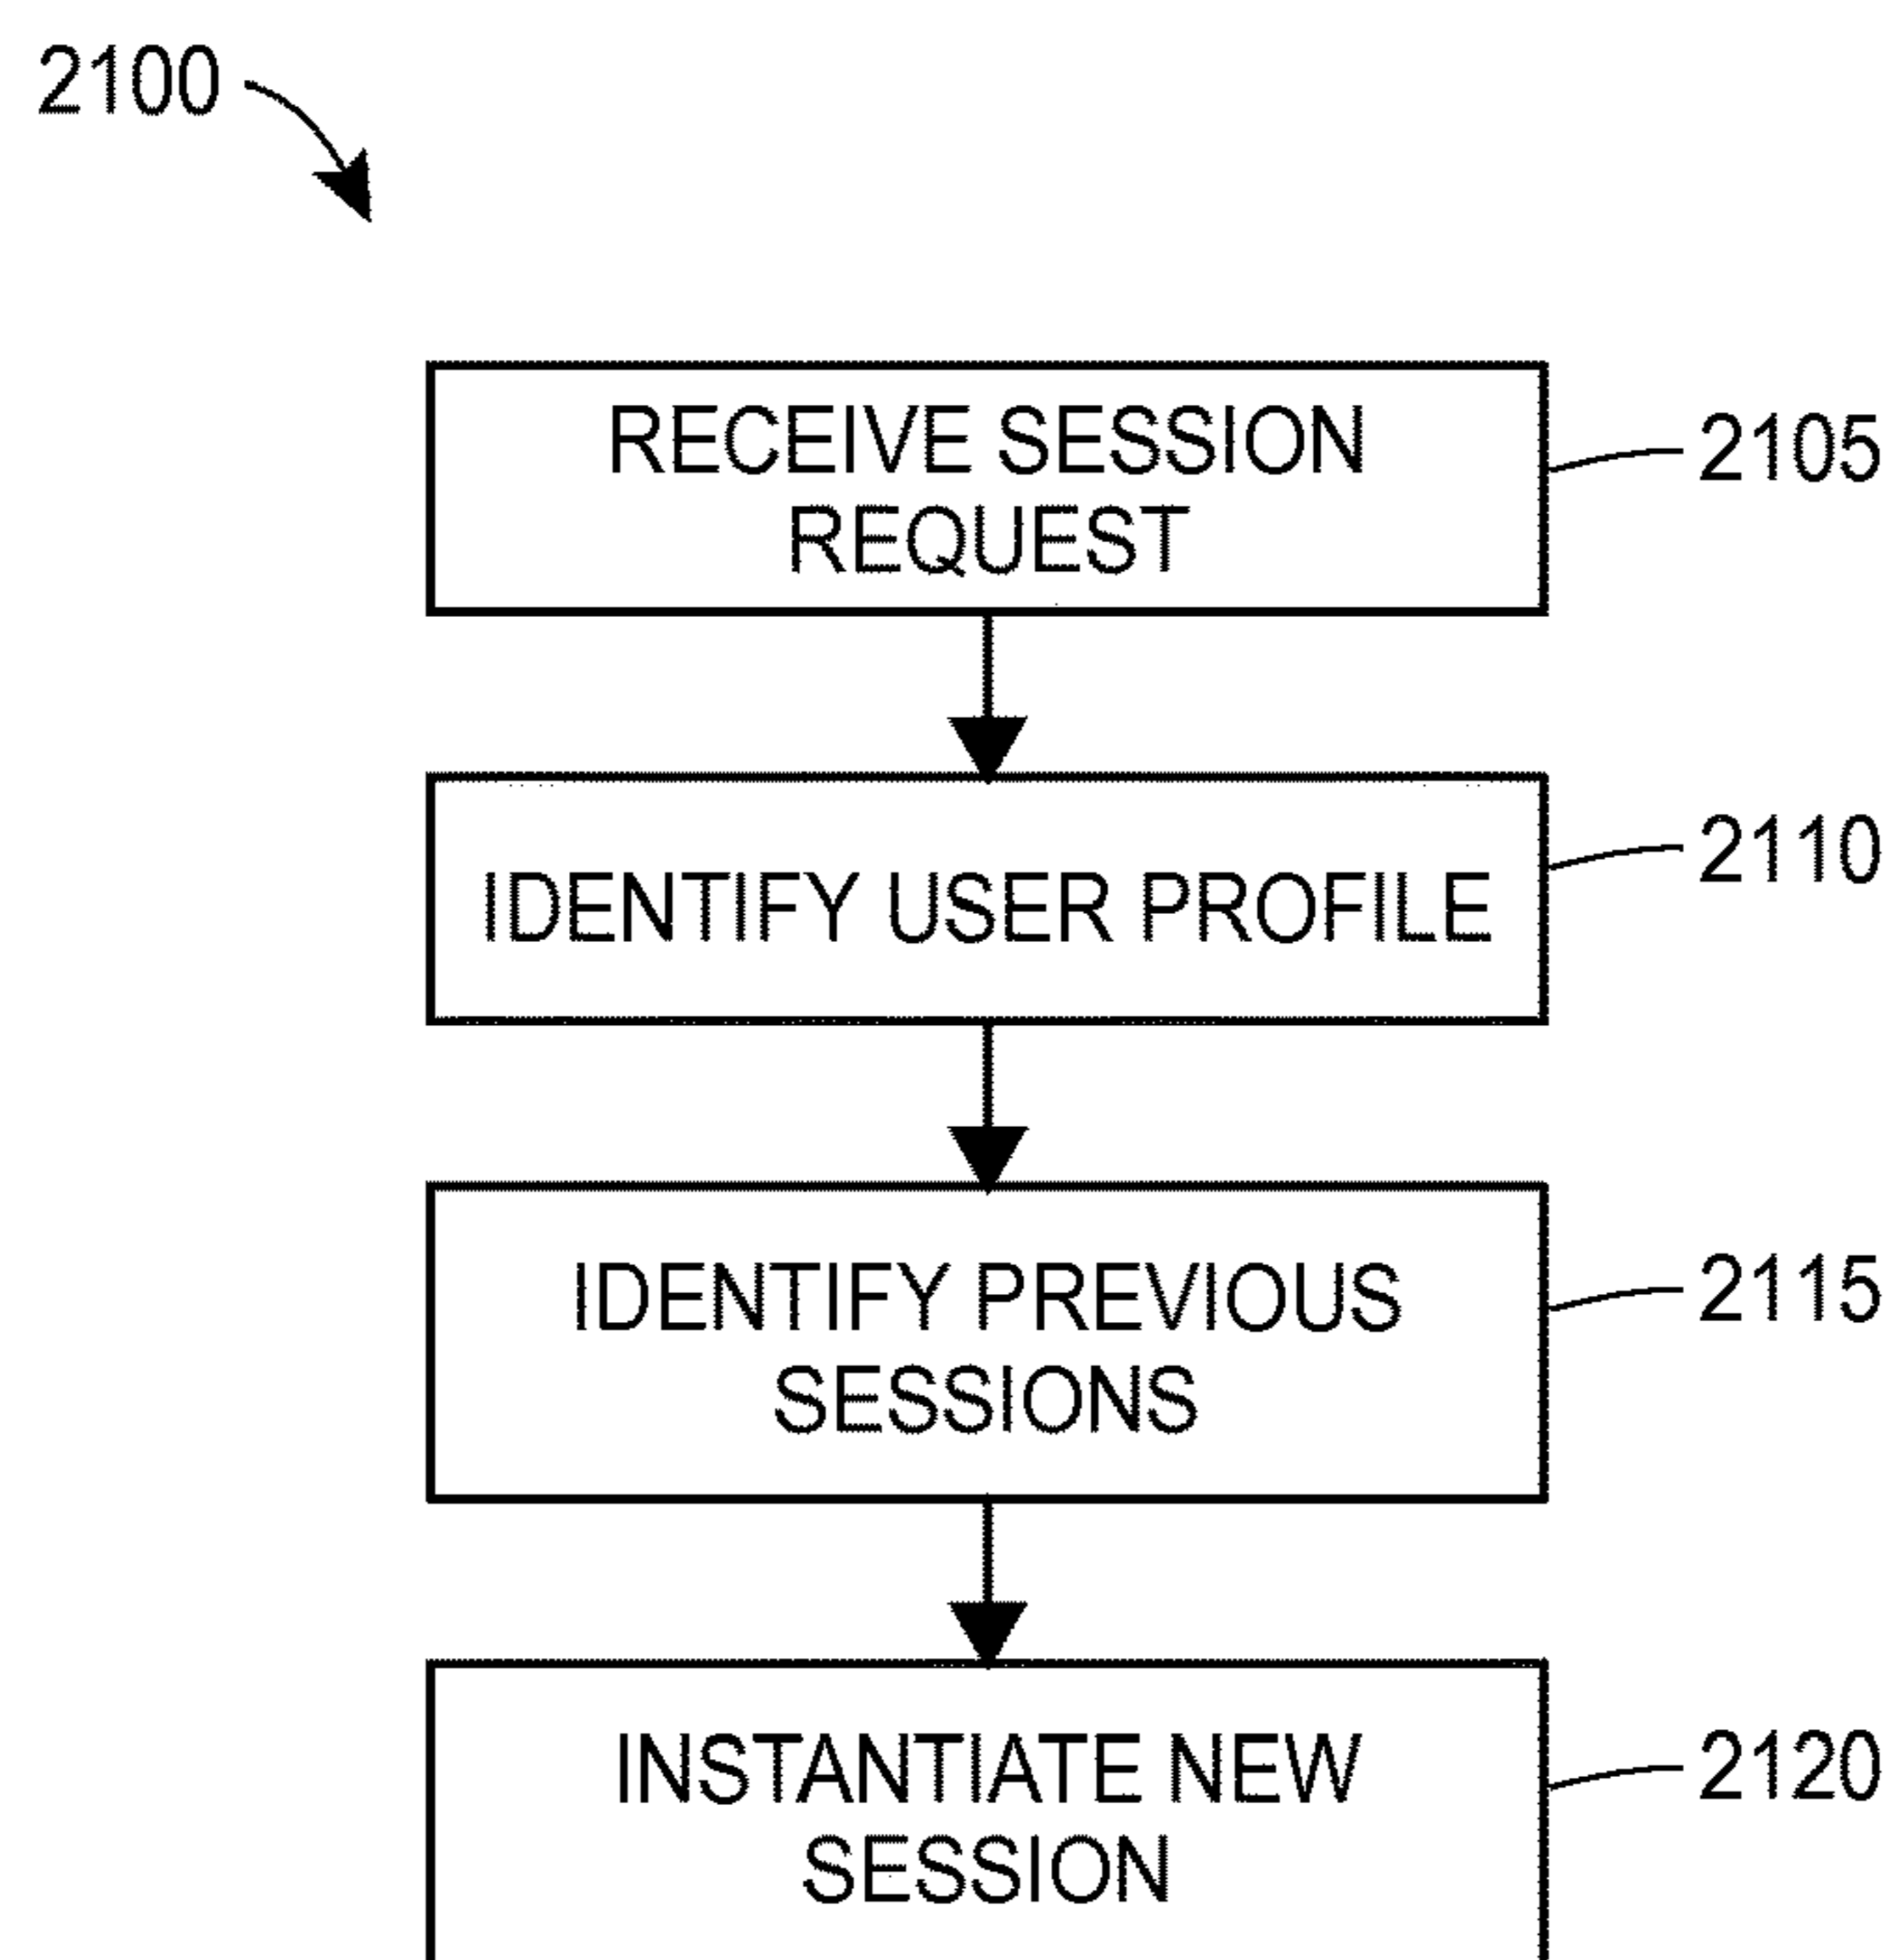 2100
RECEIVE SESSION
REQUEST
2105
IDENTIFY USER PROFILE
2110
IDENTIFY PREVIOUS
SESSIONS
2115
INSTANTIATE NEW
SESSION
2120